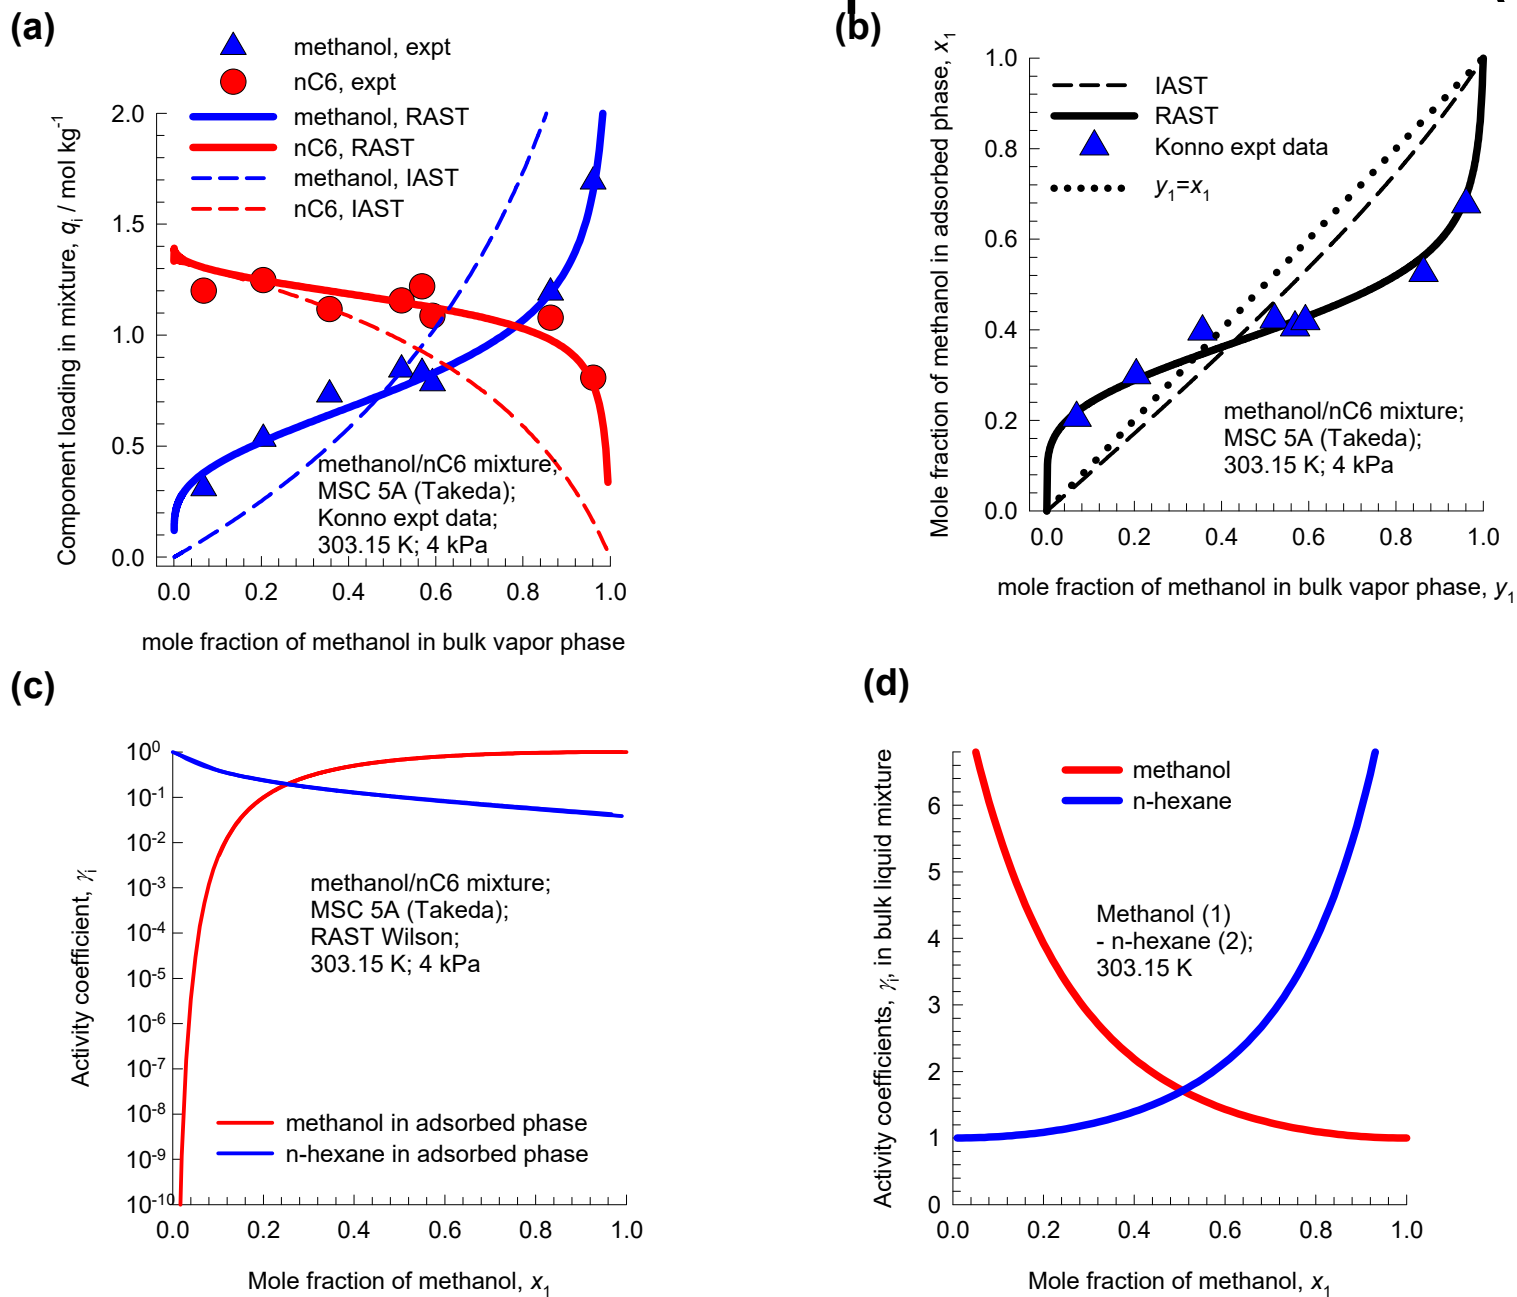 (a)
methanol, expt
nC6, expt
methanol, RAST
nC6, RAST
methanol, IAST
nC6, IAST
Component loading in mixture, qi / mol kg-1
2.0
1.5
1.0
0.5
0.0
methanol/nC6 mixture,
MSC 5A (Takeda);
Konno expt data;
303.15 K; 4 kPa
0.0 0.2 0.4 0.6 0.8 1.0
mole fraction of methanol in bulk vapor phase
(b)
IAST
RAST
Konno expt data
y1=x1
Mole fraction of methanol in adsorbed phase, x1
1.0
0.8
0.6
0.4
0.2
0.0
methanol/nC6 mixture;
MSC 5A (Takeda);
303.15 K; 4 kPa
0.0 0.2 0.4 0.6 0.8 1.0
mole fraction of methanol in bulk vapor phase, y1
(c)
Activity coefficient, γi
10^0
10^-1
10^-2
10^-3
10^-4
10^-5
10^-6
10^-7
10^-8
10^-9
10^-10
methanol/nC6 mixture;
MSC 5A (Takeda);
RAST Wilson;
303.15 K; 4 kPa
methanol in adsorbed phase
n-hexane in adsorbed phase
0.0 0.2 0.4 0.6 0.8 1.0
Mole fraction of methanol, x1
(d)
methanol
n-hexane
Activity coefficients, γi, in bulk liquid mixture
6
5
4
3
2
1
0
Methanol (1)
- n-hexane (2);
303.15 K
0.0 0.2 0.4 0.6 0.8 1.0
Mole fraction of methanol, x1